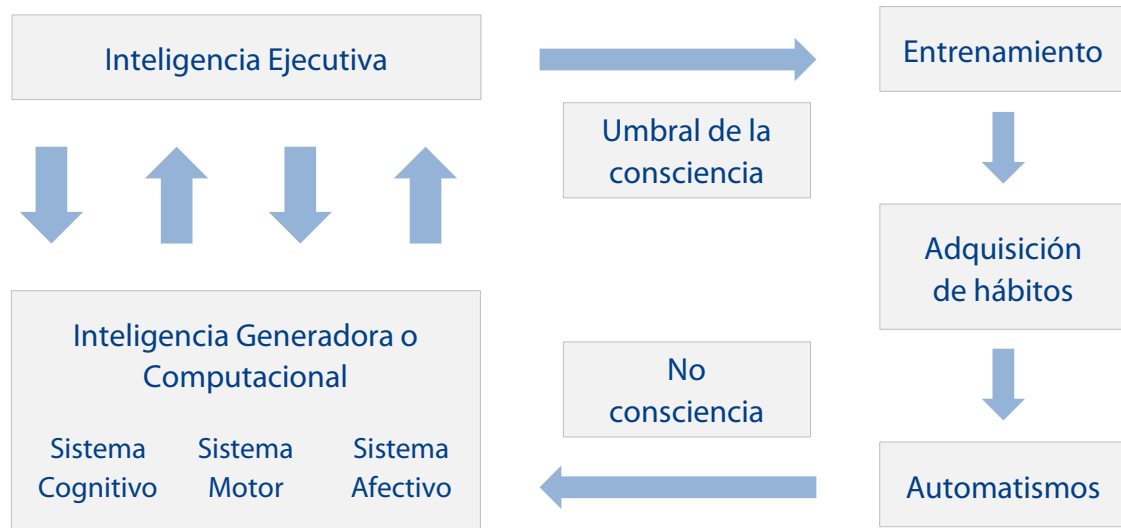 Inteligencia Ejecutiva
Entrenamiento
Umbral de la
consciencia
Adquisición
de hábitos
Inteligencia Generadora o
Computacional
Sistema
Cognitivo
Sistema
Motor
Sistema
Afectivo
No
consciencia
Automatismos